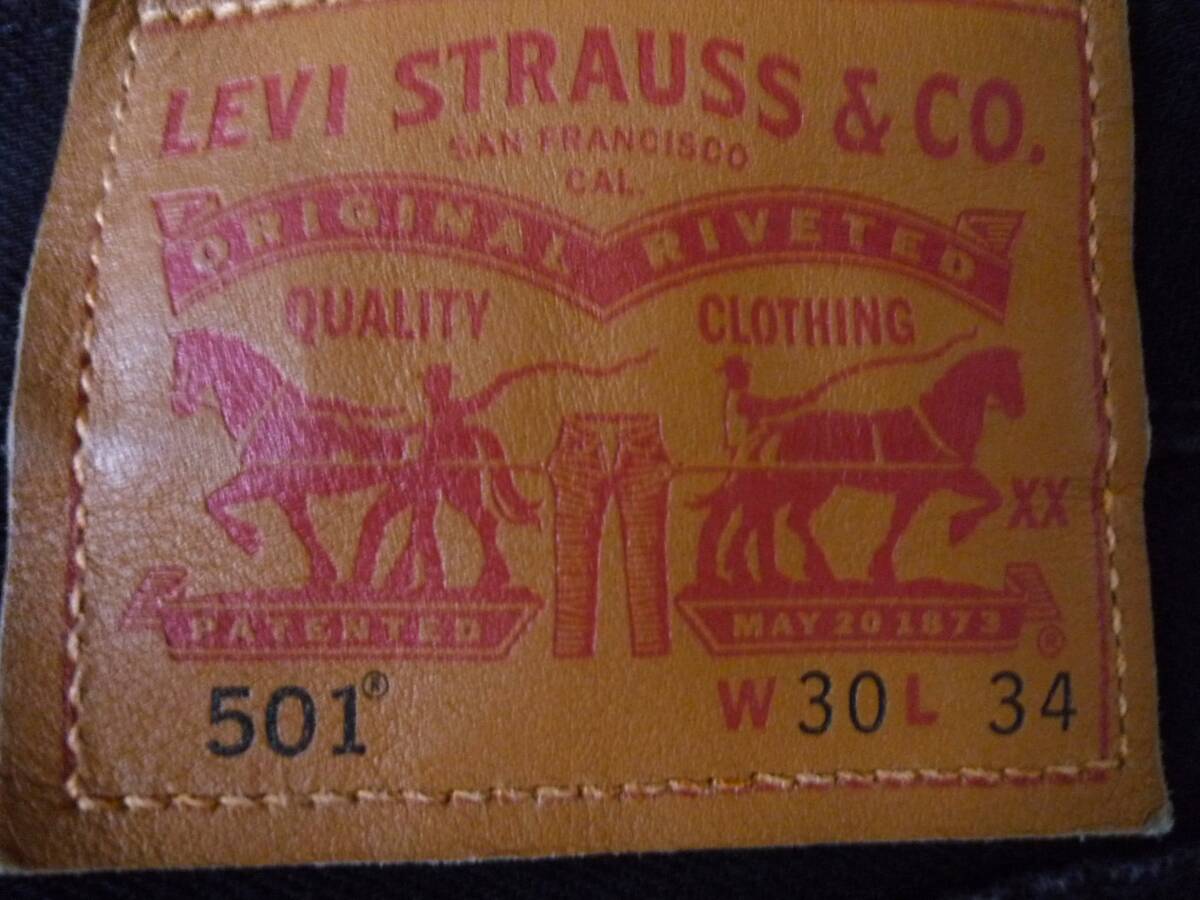 LEVI STRAUSS & CO.
SAN FRANCISCO
CAL.
ORIGINAL RIVETED
QUALITY CLOTHING
XX
PATENTED MAY 20 1873 ®
501® W 30 L 34